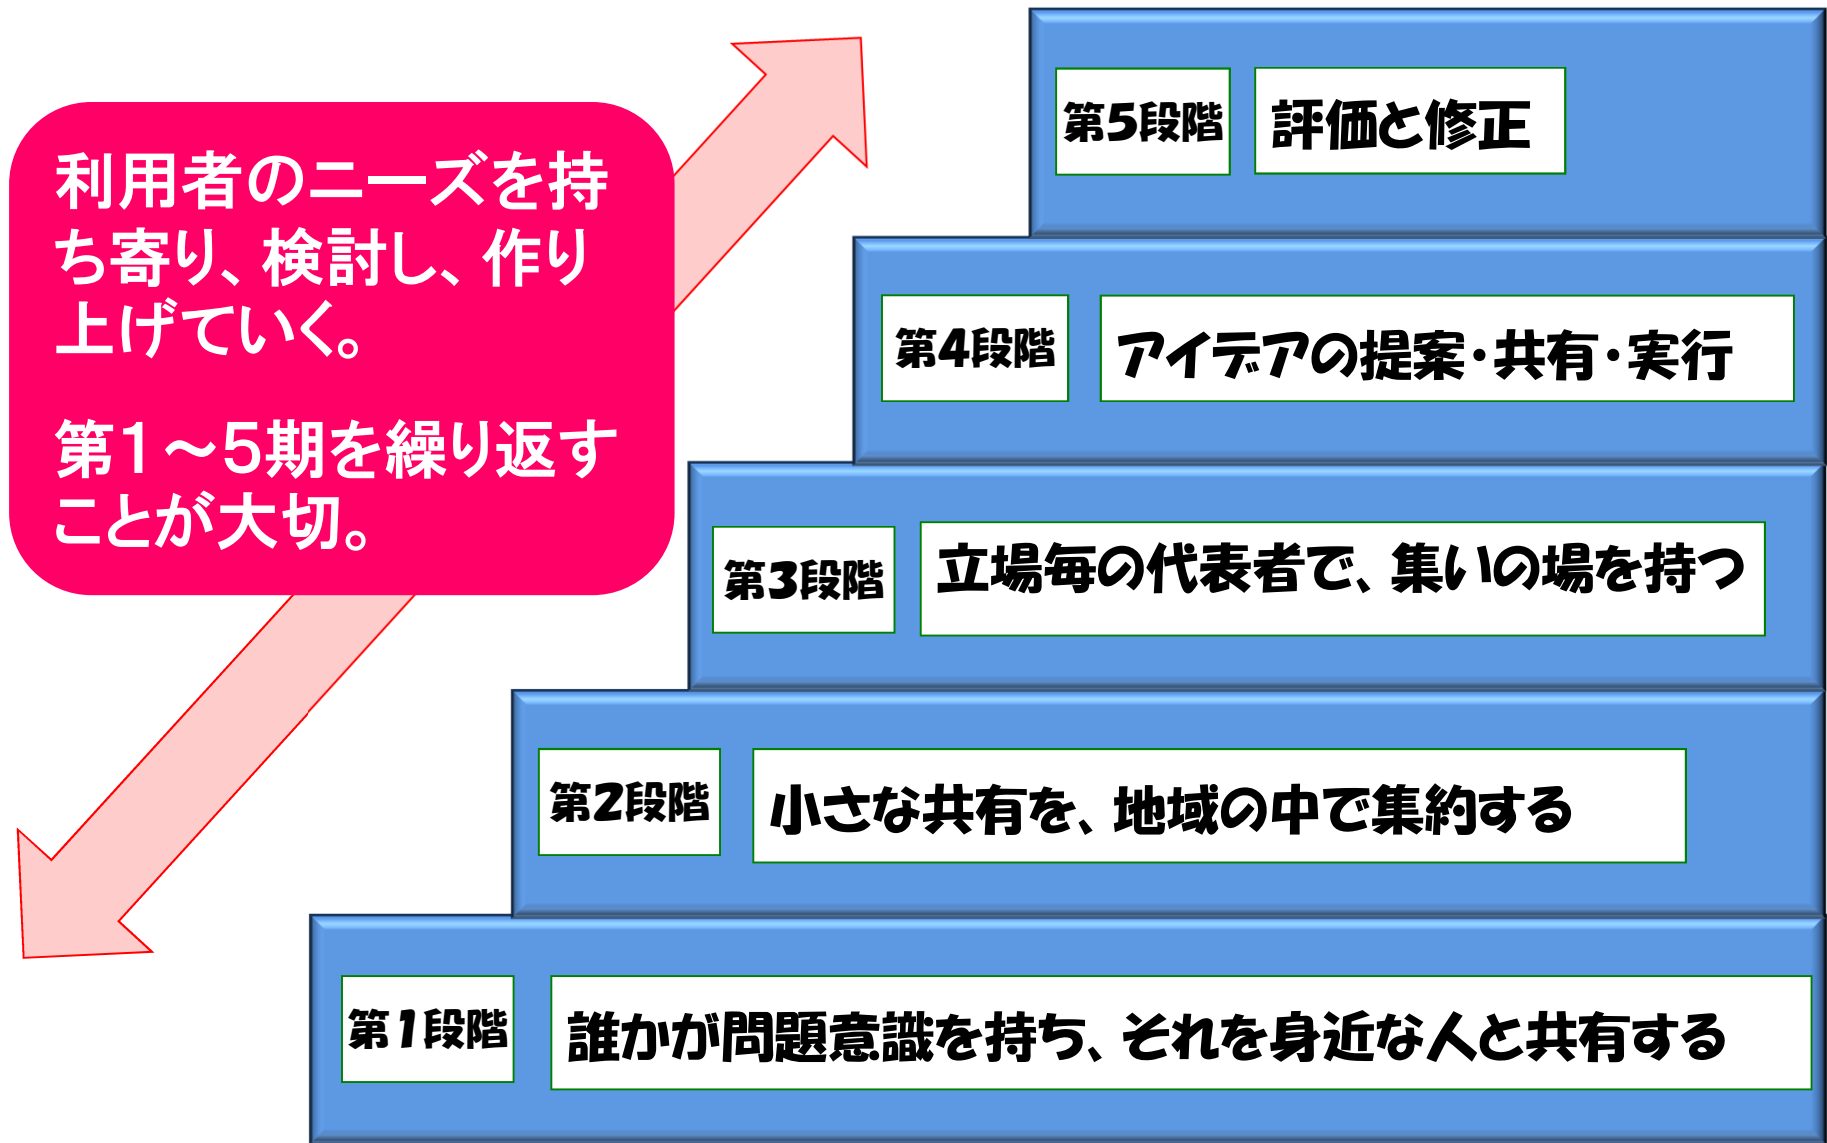 利用者のニーズを持
ち寄り、検討し、作り
上げていく。
第1～5期を繰り返す
ことが大切。
第5段階 評価と修正
第4段階 アイデアの提案・共有・実行
第3段階 立場毎の代表者で、集いの場を持つ
第2段階 小さな共有を、地域の中で集約する
第1段階 誰かが問題意識を持ち、それを身近な人と共有する